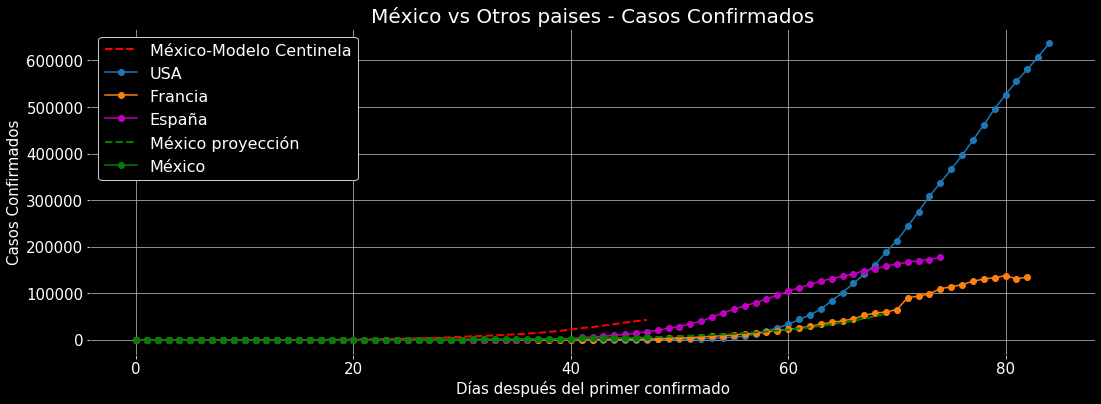 México vs Otros paises - Casos Confirmados
México-Modelo Centinela
USA
Francia
España
México proyección
México
Casos Confirmados
600000
500000
400000
300000
200000
100000
0
0 20 40 60 80
Días después del primer confirmado